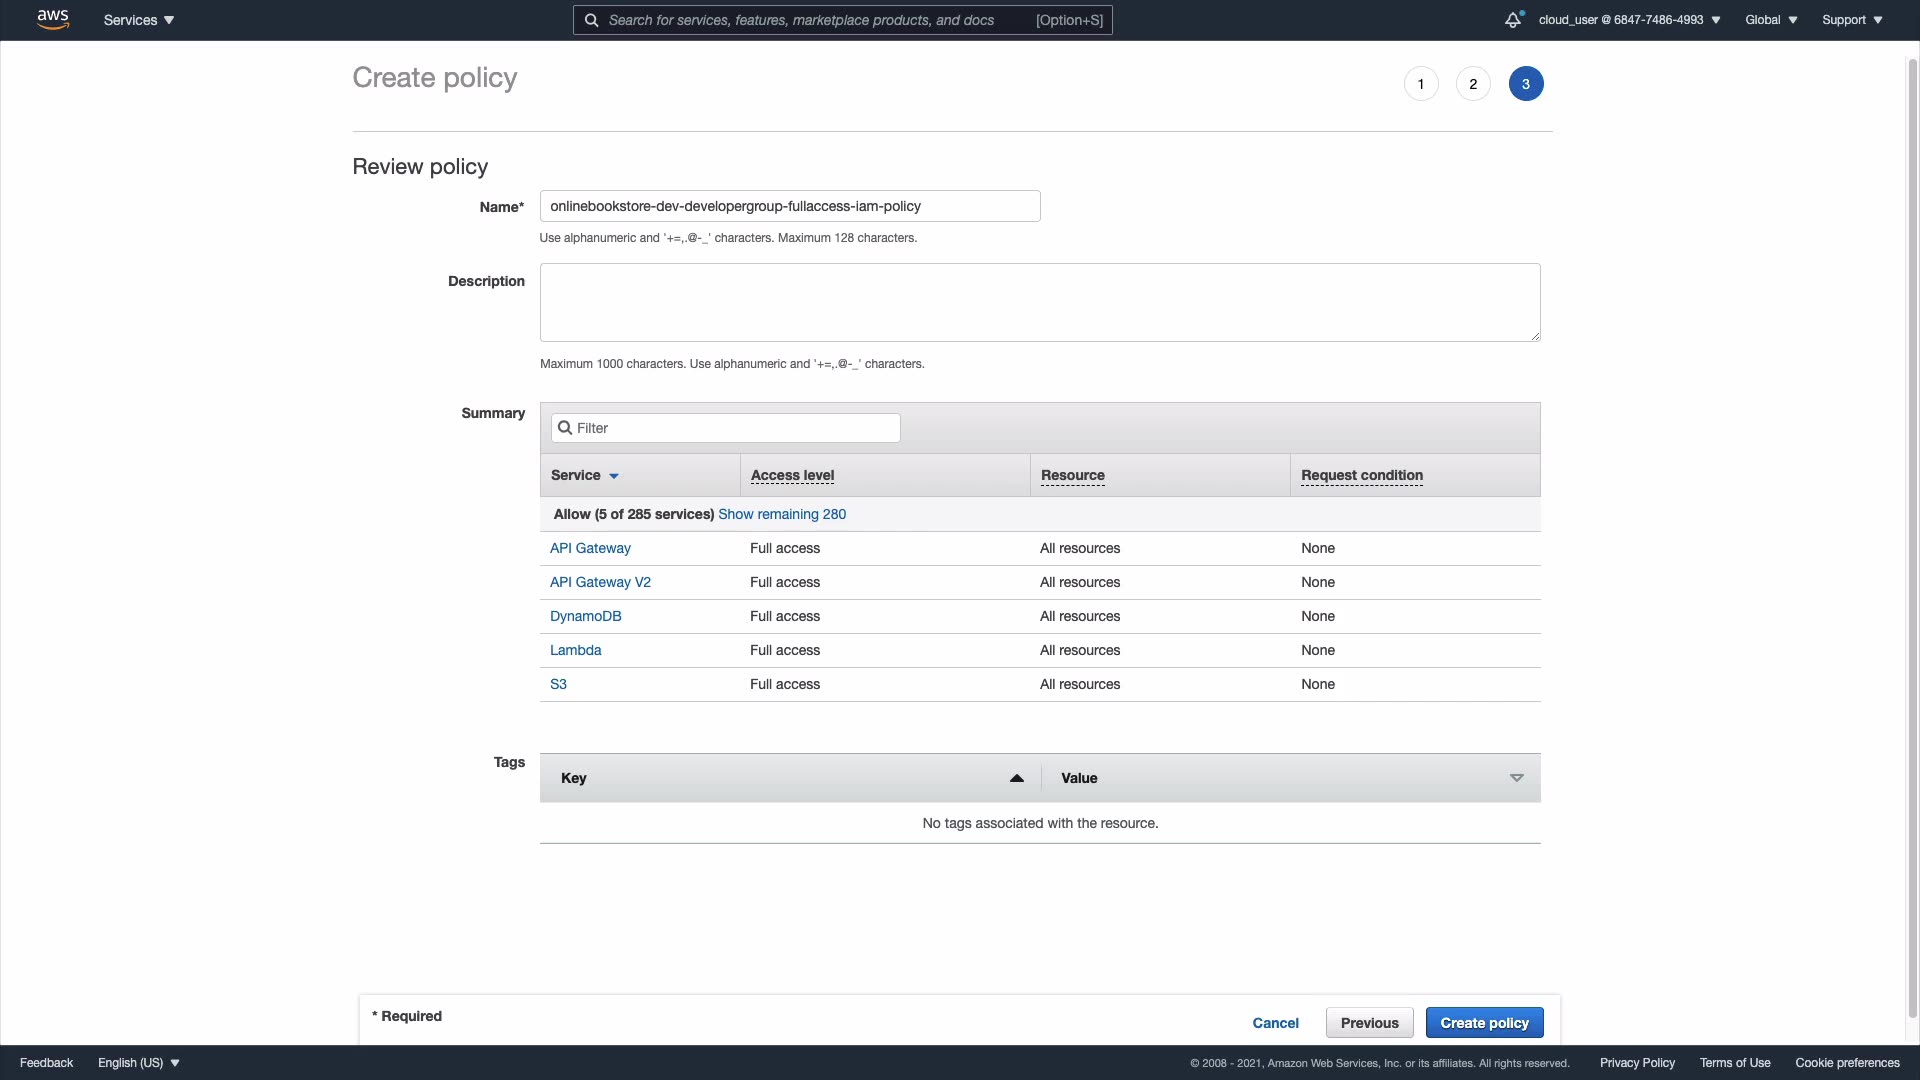 aws
Services
Search for services, features, marketplace products, and docs [Option+S]
cloud_user @ 6847-7486-4993
Global
Support
Create policy
1
2
3
Review policy
Name*
onlinebookstore-dev-developergroup-fullaccess-iam-policy
Use alphanumeric and '+=,.@-_' characters. Maximum 128 characters.
Description
Maximum 1000 characters. Use alphanumeric and '+=,.@-_' characters.
Summary
Filter
Service Access level Resource Request condition
Allow (5 of 285 services) Show remaining 280
API Gateway Full access All resources None
API Gateway V2 Full access All resources None
DynamoDB Full access All resources None
Lambda Full access All resources None
S3 Full access All resources None
Tags
Key Value
No tags associated with the resource.
* Required
Cancel
Previous
Create policy
Feedback
English (US)
© 2008 - 2021, Amazon Web Services, Inc. or its affiliates. All rights reserved.
Privacy Policy
Terms of Use
Cookie preferences